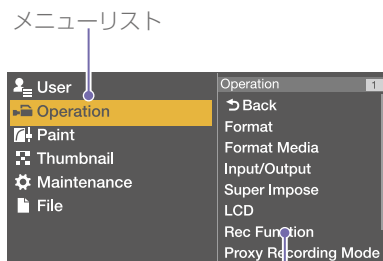 メニューリスト
User
Operation
Paint
Thumbnail
Maintenance
File
Operation 1
Back
Format
Format Media
Input/Output
Super Impose
LCD
Rec Function
Proxy Recording Mode